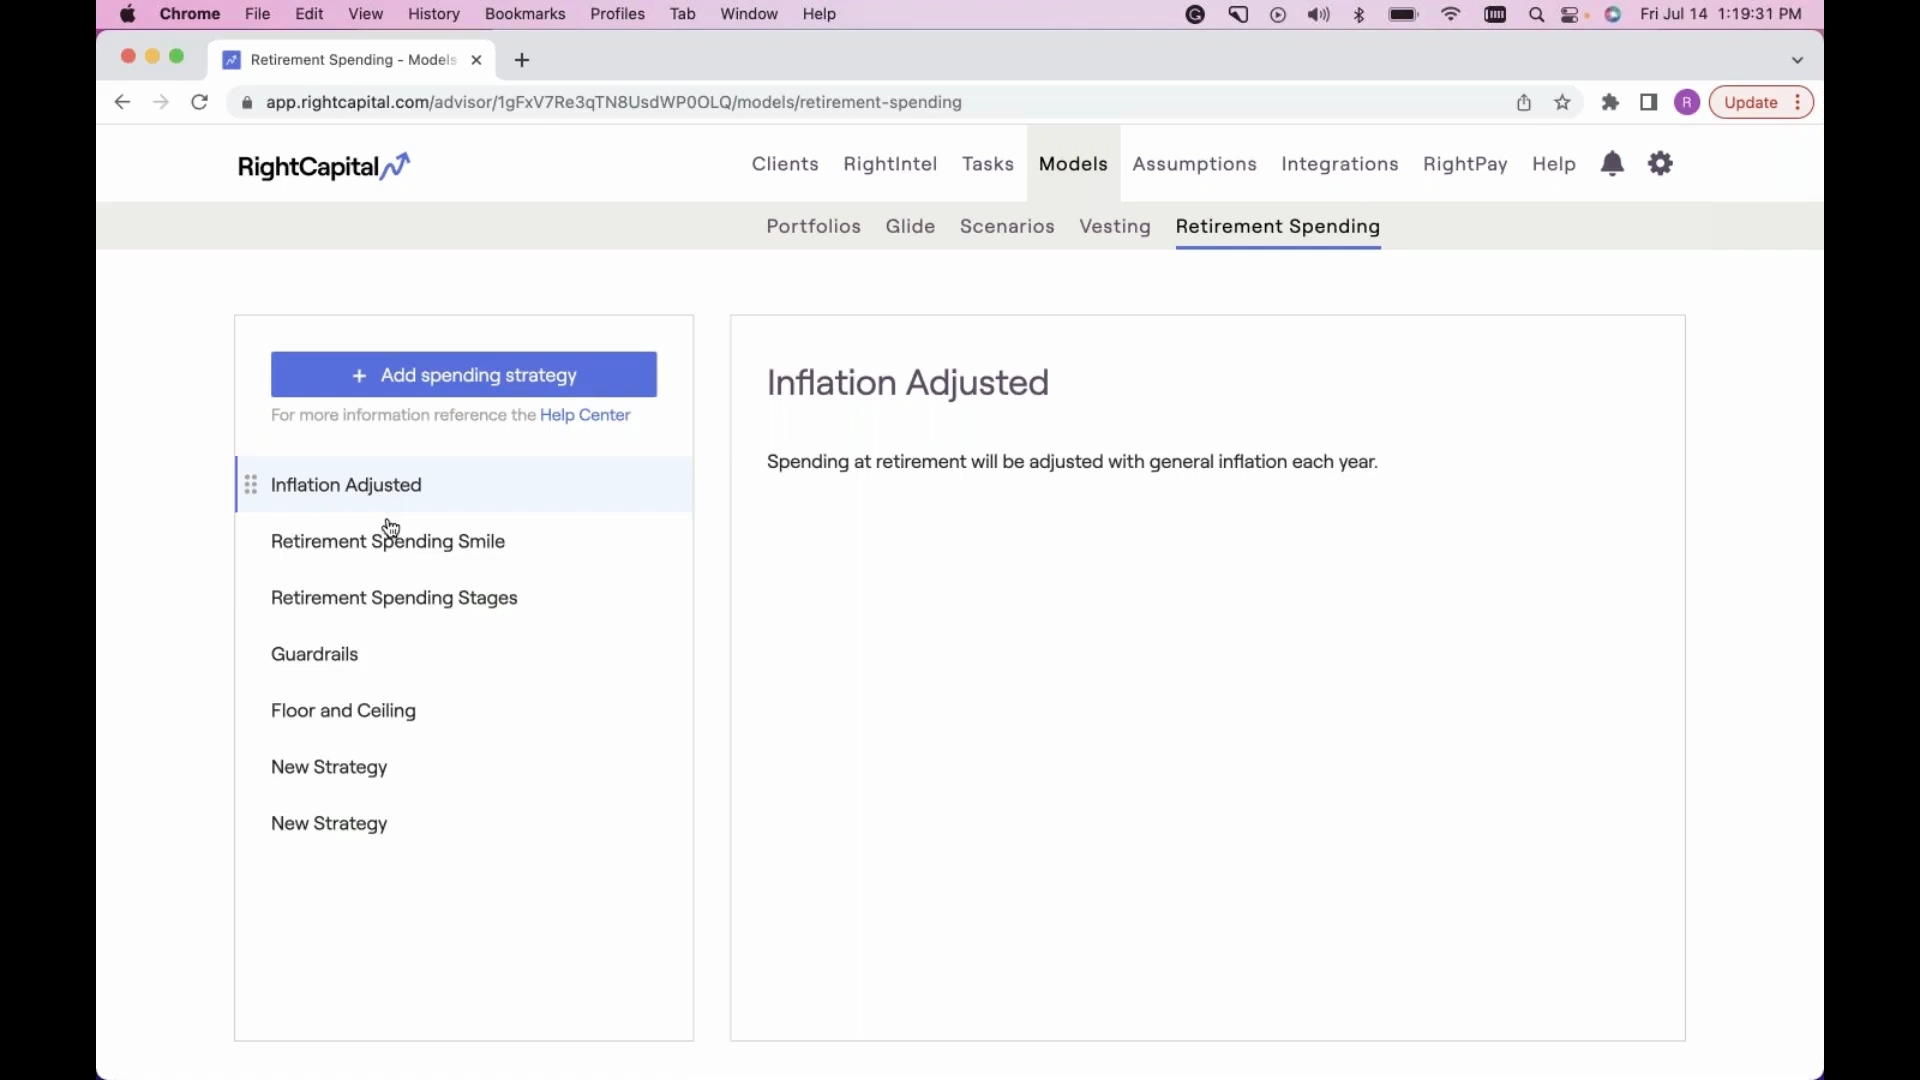 Chrome File Edit View History Bookmarks Profiles Tab Window Help Fri Jul 14 1:19:31 PM
Retirement Spending - Models
app.rightcapital.com/advisor/1gFxV7Re3qTN8UsdWP0OLQ/models/retirement-spending
R
Update
RightCapital
Clients RightIntel Tasks Models Assumptions Integrations RightPay Help
Portfolios Glide Scenarios Vesting Retirement Spending
+ Add spending strategy
For more information reference the Help Center
Inflation Adjusted
Retirement Spending Smile
Retirement Spending Stages
Guardrails
Floor and Ceiling
New Strategy
New Strategy
Inflation Adjusted
Spending at retirement will be adjusted with general inflation each year.